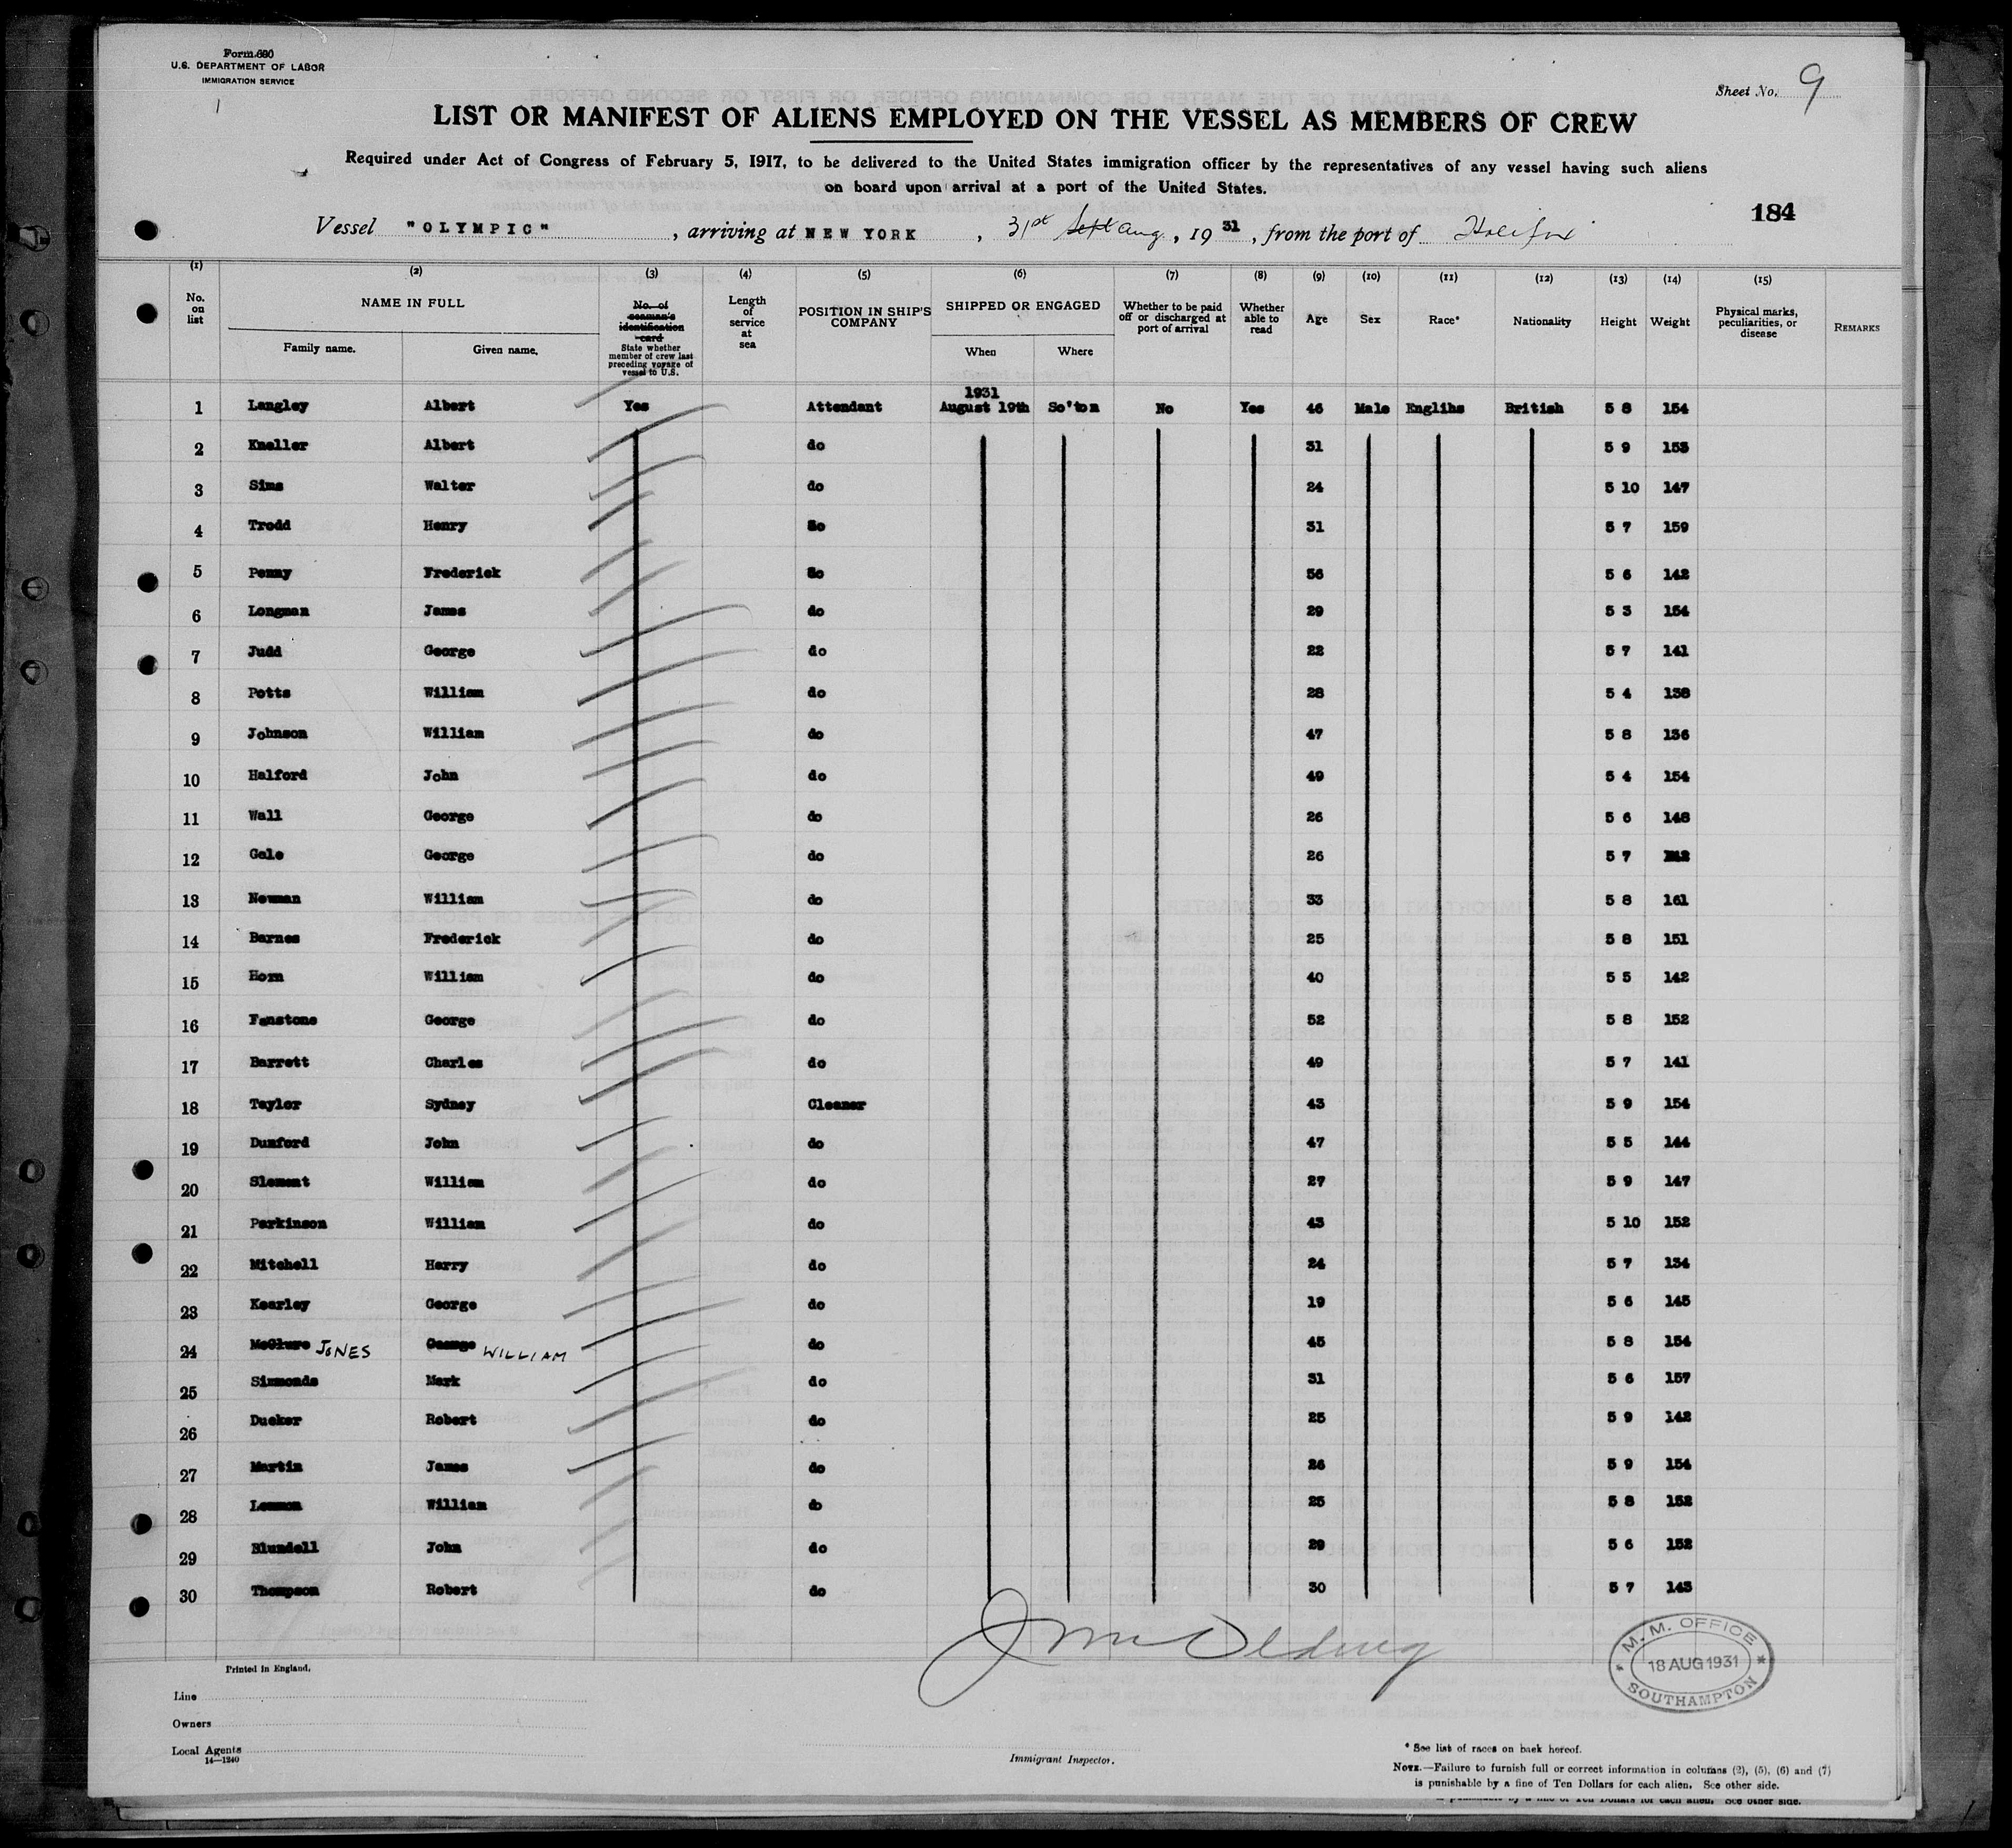 Form 680
U.S. DEPARTMENT OF LABOR
IMMIGRATION SERVICE
Sheet No. 9
LIST OR MANIFEST OF ALIENS EMPLOYED ON THE VESSEL AS MEMBERS OF CREW
Required under Act of Congress of February 5, 1917, to be delivered to the United States immigration officer by the representatives of any vessel having such aliens
on board upon arrival at a port of the United States.
184
Vessel "OLYMPIC", arriving at NEW YORK, 31st Sept Aug, 1931, from the port of Halifax
(1) (2) (3) (4) (5) (6) (7) (8) (9) (10) (11) (12) (13) (14) (15)
No. on list
NAME IN FULL
Family name. Given name.
No. of seaman's identification card
State whether member of crew last preceding voyage of vessel to U.S.
Length of service at sea
POSITION IN SHIP'S COMPANY
SHIPPED OR ENGAGED
When Where
Whether to be paid off or discharged at port of arrival
Whether able to read
Age
Sex
Race*
Nationality
Height
Weight
Physical marks, peculiarities, or disease
REMARKS
1931
1 Langley Albert Yes Attendant August 19th So'ton No Yes 46 Male Englihs British 5 8 154
2 Kneller Albert do 31 5 9 153
3 Sims Walter do 24 5 10 147
4 Trodd Henry So 31 5 7 159
5 Penny Frederick So 56 5 6 142
6 Longman James do 29 5 3 154
7 Judd George do 22 5 7 141
8 Potts William do 28 5 4 138
9 Johnson William do 47 5 8 136
10 Halford John do 49 5 4 154
11 Wall George do 26 5 6 148
12 Gale George do 26 5 7
13 Newman William do 33 5 8 161
14 Barnes Frederick do 25 5 8 151
15 Horn William do 40 5 5 142
16 Fanstone George do 52 5 8 152
17 Barrett Charles do 49 5 7 141
18 Taylor Sydney Cleaner 43 5 9 154
19 Dunford John do 47 5 5 144
20 Slement William do 27 5 9 147
21 Parkinson William do 43 5 10 152
22 Mitchell Harry do 24 5 7 134
23 Kearley George do 19 5 6 145
24 McClure JONES George WILLIAM do 45 5 8 154
25 Simmonds Mark do 31 5 6 157
26 Ducker Robert do 25 5 9 142
27 Martin James do 26 5 9 154
28 Lemmon William do 25 5 8 152
29 Blundell John do 29 5 6 152
30 Thompson Robert do 30 5 7 143
M. M. OFFICE
18 AUG 1931
SOUTHAMPTON
Printed in England.
Line
Owners
Local Agents
14—1240
Immigrant Inspector.
* See list of races on back hereof.
NOTE.—Failure to furnish full or correct information in columns (2), (5), (6) and (7)
is punishable by a fine of Ten Dollars for each alien. See other side.